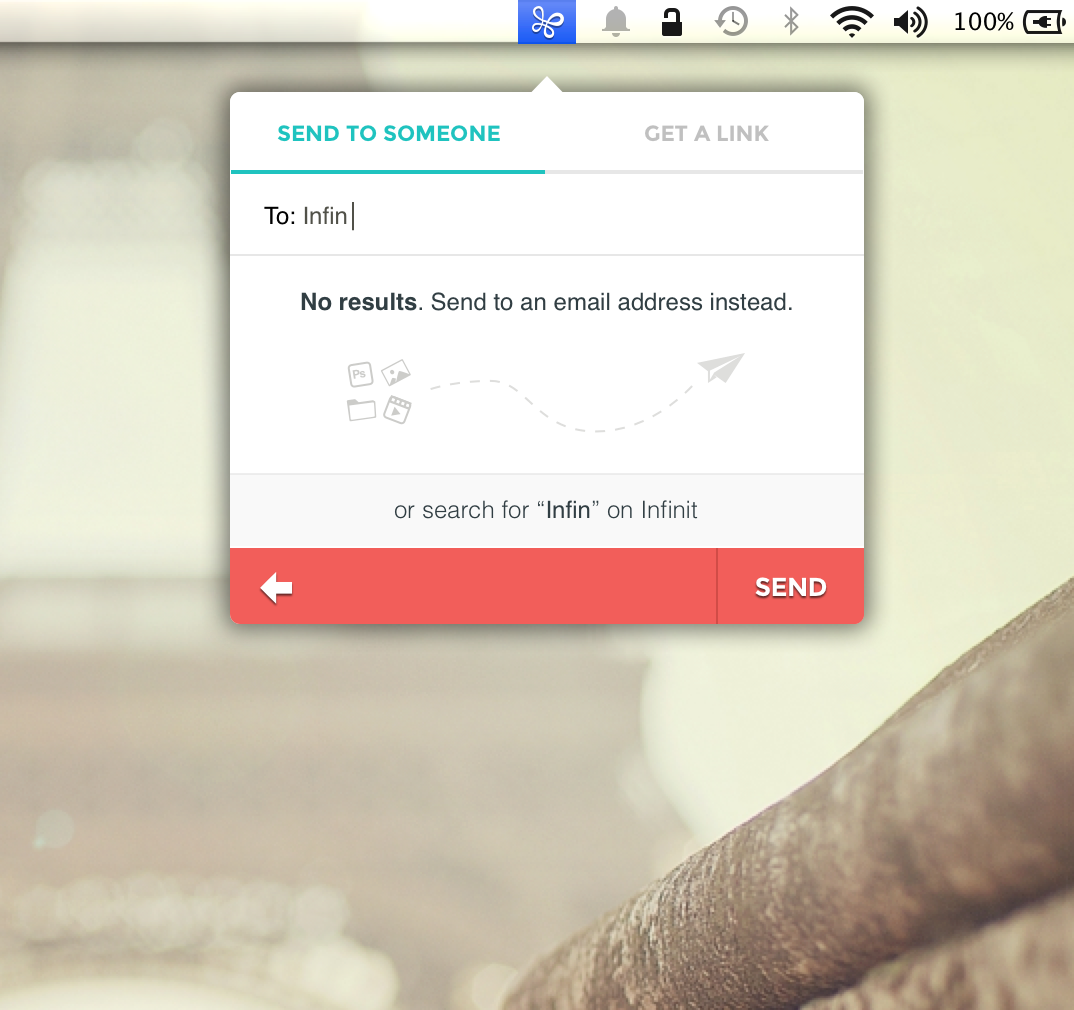 100%
SEND TO SOMEONE
GET A LINK
To: Infin
No results. Send to an email address instead.
Ps
or search for “Infin” on Infinit
SEND